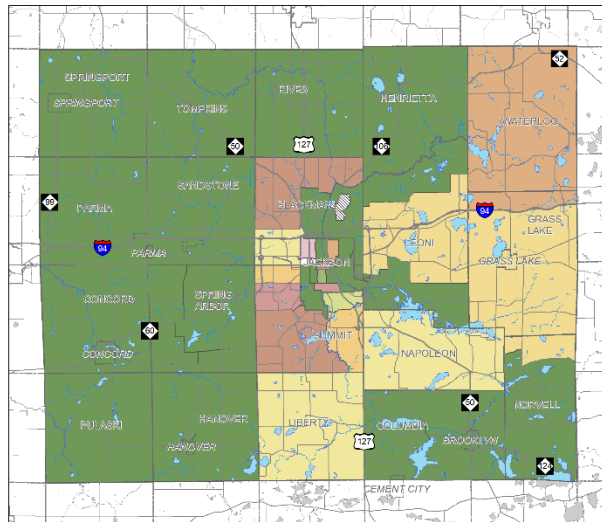 52
SPRINGPORT
RIVES
HENRIETTA
SPRINGPORT
TOMPKINS
WATERLOO
50
127
106
SANDSTONE
99
PARMA
BLACKMAN
94
GRASS
LAKE
LEONI
94
PARMA
JACKSON
GRASS LAKE
SPRING
ARBOR
CONCORD
60
SUMMIT
CONCORD
NAPOLEON
50
NORVELL
PULASKI
HANOVER
LIBERTY
COLUMBIA
HANOVER
127
BROOKLYN
124
CEMENT CITY